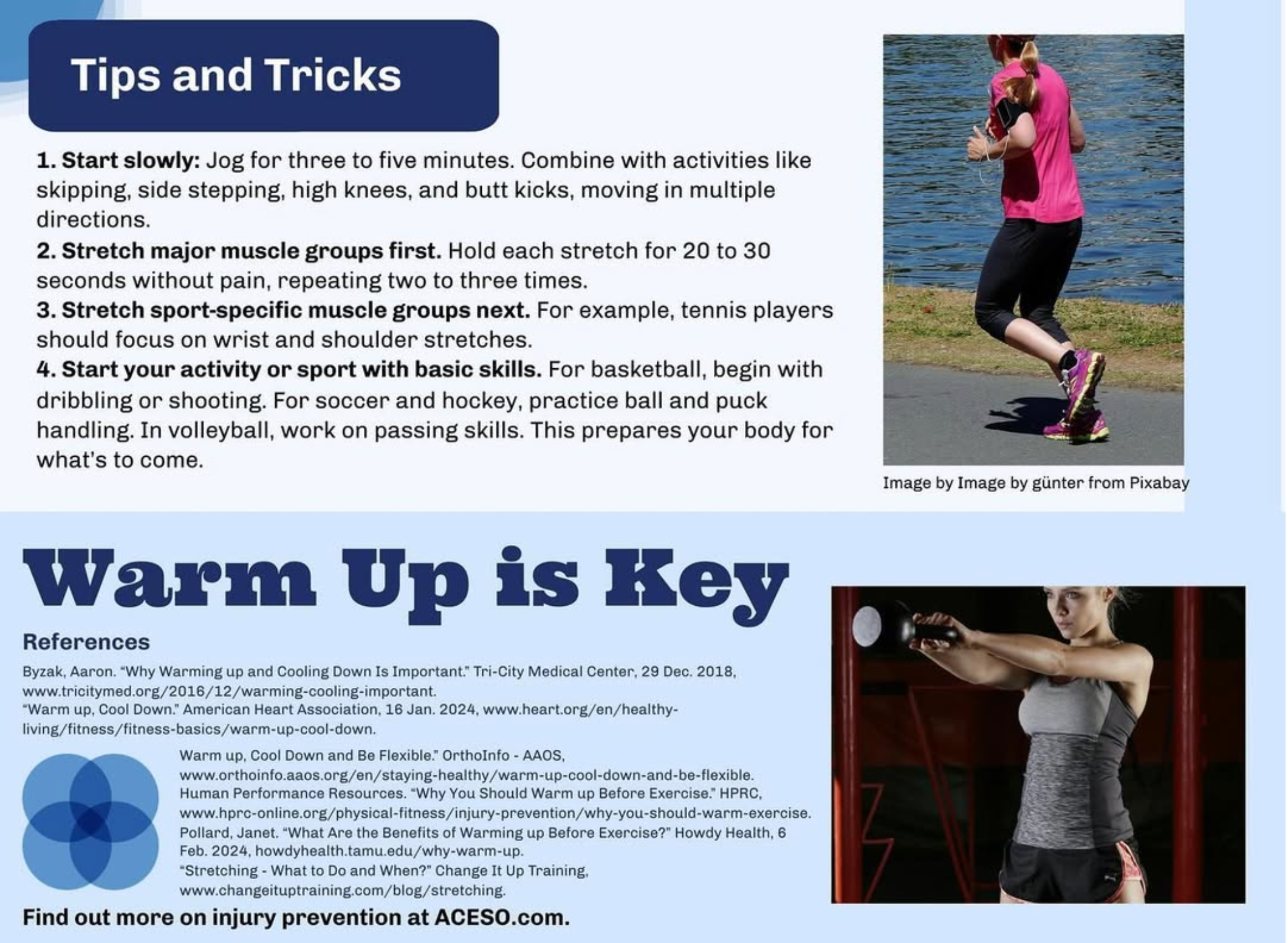 Tips and Tricks
1. Start slowly: Jog for three to five minutes. Combine with activities like
skipping, side stepping, high knees, and butt kicks, moving in multiple
directions.
2. Stretch major muscle groups first. Hold each stretch for 20 to 30
seconds without pain, repeating two to three times.
3. Stretch sport-specific muscle groups next. For example, tennis players
should focus on wrist and shoulder stretches.
4. Start your activity or sport with basic skills. For basketball, begin with
dribbling or shooting. For soccer and hockey, practice ball and puck
handling. In volleyball, work on passing skills. This prepares your body for
what's to come.
Image by Image by günter from Pixabay
Warm Up is Key
References
Byzak, Aaron. “Why Warming up and Cooling Down Is Important.” Tri-City Medical Center, 29 Dec. 2018,
www.tricitymed.org/2016/12/warming-cooling-important.
“Warm up, Cool Down.” American Heart Association, 16 Jan. 2024, www.heart.org/en/healthy-
living/fitness/fitness-basics/warm-up-cool-down.
Warm up, Cool Down and Be Flexible.” OrthoInfo - AAOS,
www.orthoinfo.aaos.org/en/staying-healthy/warm-up-cool-down-and-be-flexible.
Human Performance Resources. “Why You Should Warm up Before Exercise.” HPRC,
www.hprc-online.org/physical-fitness/injury-prevention/why-you-should-warm-exercise.
Pollard, Janet. “What Are the Benefits of Warming up Before Exercise?” Howdy Health, 6
Feb. 2024, howdyhealth.tamu.edu/why-warm-up.
“Stretching - What to Do and When?” Change It Up Training,
www.changeituptraining.com/blog/stretching.
Find out more on injury prevention at ACESO.com.